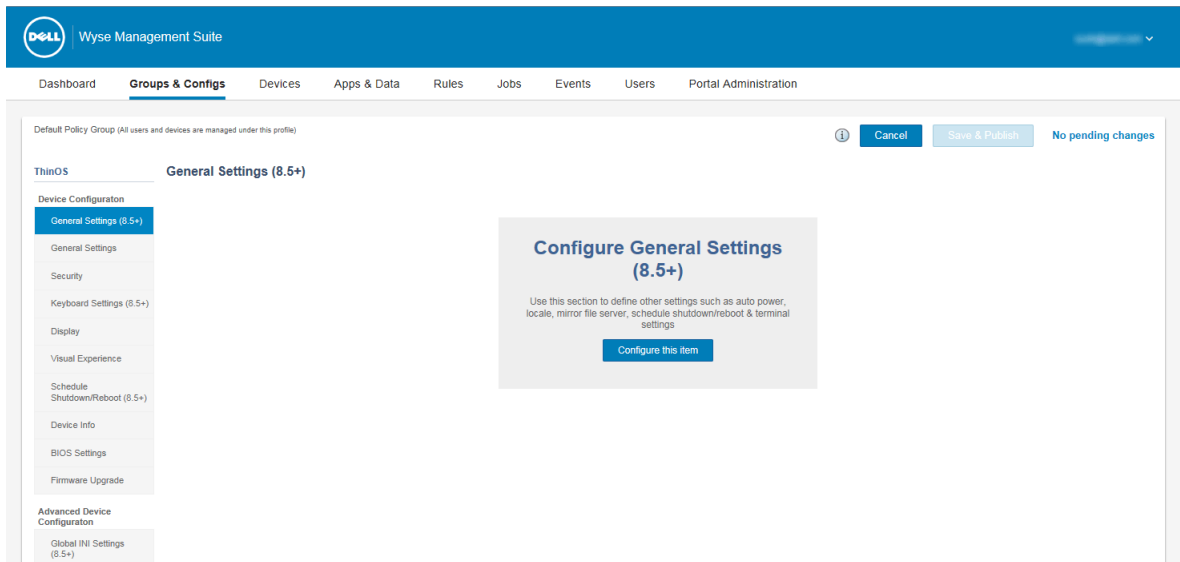 DELL
Wyse Management Suite
Dashboard
Groups & Configs
Devices
Apps & Data
Rules
Jobs
Events
Users
Portal Administration
Default Policy Group (All users and devices are managed under this profile)
i
Cancel
Save & Publish
No pending changes
ThinOS
Device Configuraton
General Settings (8.5+)
General Settings
Security
Keyboard Settings (8.5+)
Display
Visual Experience
Schedule
Shutdown/Reboot (8.5+)
Device Info
BIOS Settings
Firmware Upgrade
Advanced Device
Configuraton
Global INI Settings
(8.5+)
General Settings (8.5+)
Configure General Settings
(8.5+)
Use this section to define other settings such as auto power,
locale, mirror file server, schedule shutdown/reboot & terminal
settings
Configure this item